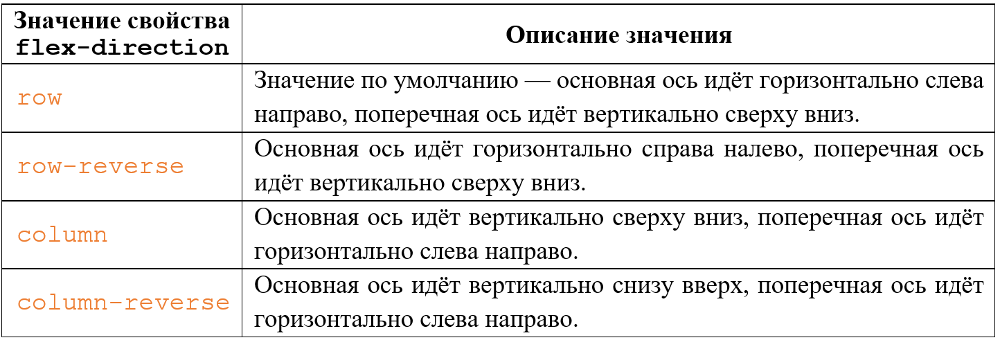 Значение свойства
flex-direction
Описание значения
row
Значение по умолчанию — основная ось идёт горизонтально слева
направо, поперечная ось идёт вертикально сверху вниз.
row-reverse
Основная ось идёт горизонтально справа налево, поперечная ось
идёт вертикально сверху вниз.
column
Основная ось идёт вертикально сверху вниз, поперечная ось идёт
горизонтально слева направо.
column-reverse
Основная ось идёт вертикально снизу вверх, поперечная ось идёт
горизонтально слева направо.